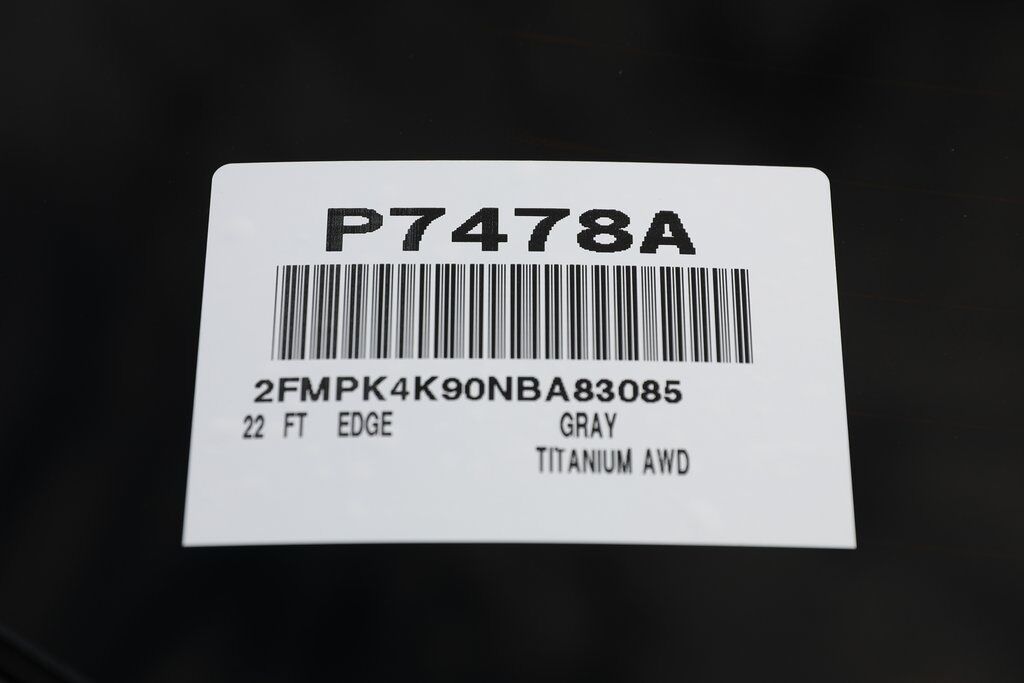 P7478A
2FMPK4K90NBA83085
22 FT EDGE GRAY
TITANIUM AWD